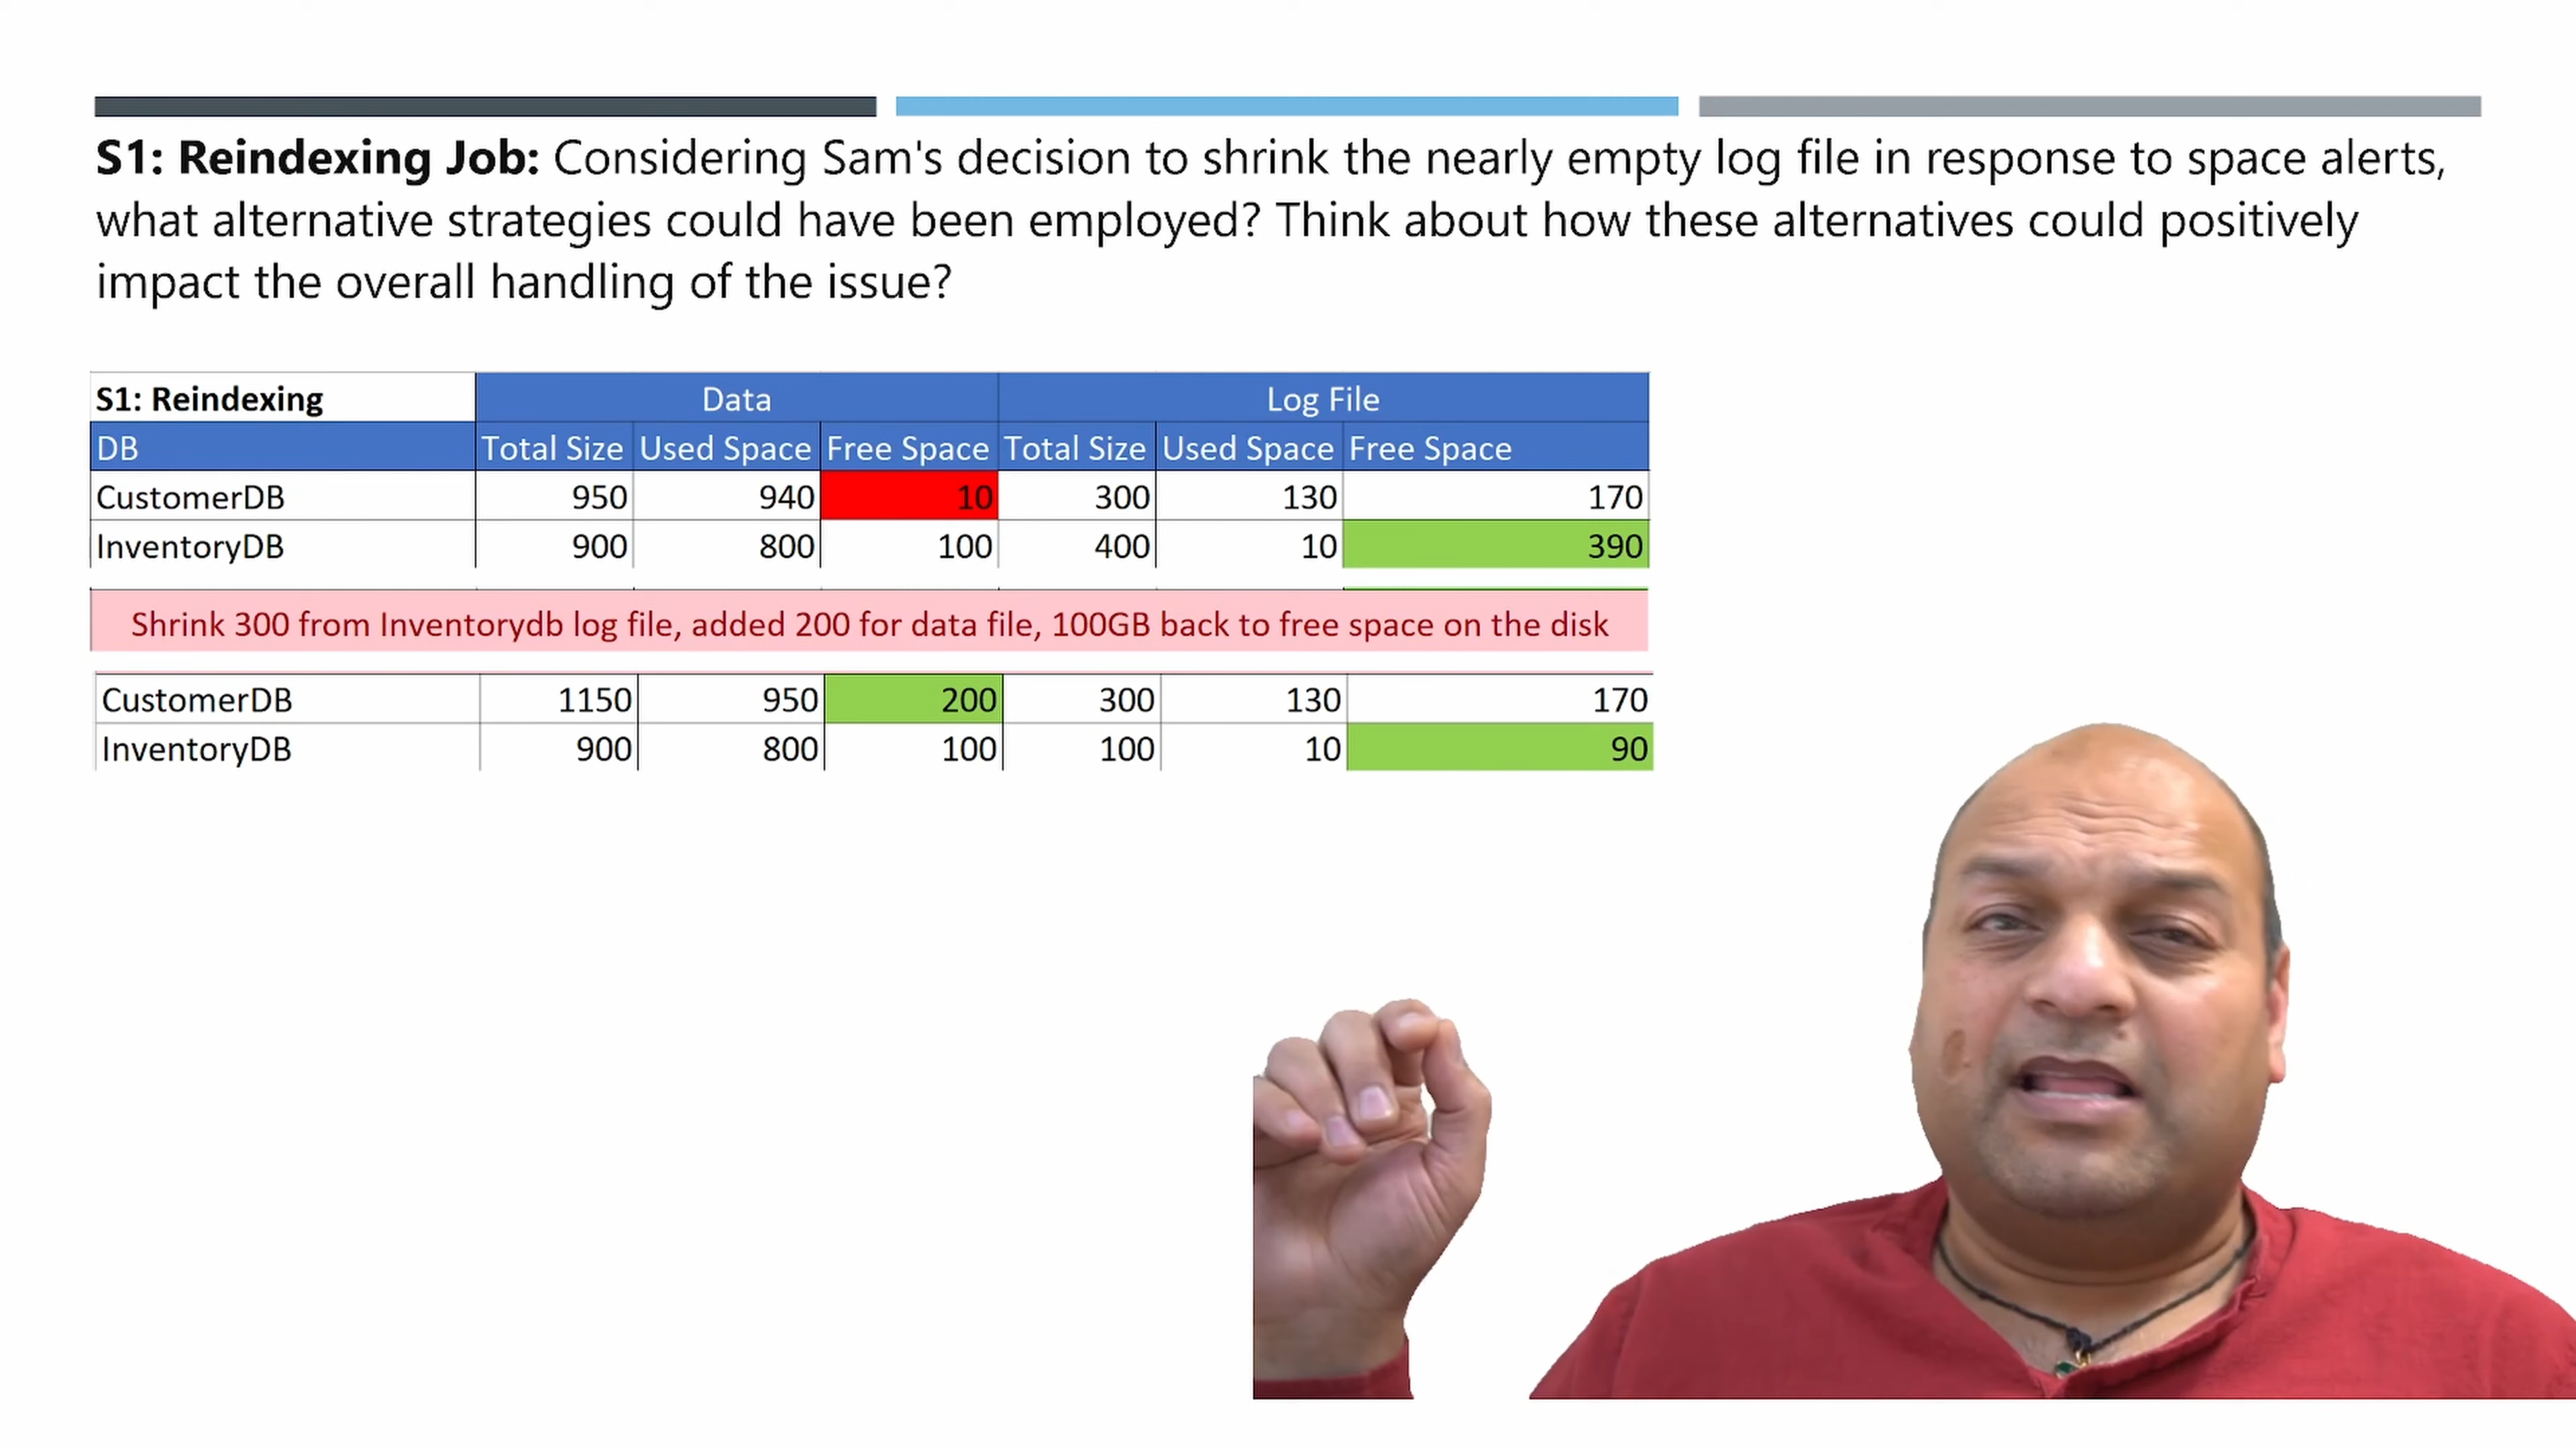 S1: Reindexing Job: Considering Sam's decision to shrink the nearly empty log file in response to space alerts,
what alternative strategies could have been employed? Think about how these alternatives could positively
impact the overall handling of the issue?
S1: Reindexing Data Log File
DB Total Size Used Space Free Space Total Size Used Space Free Space
CustomerDB 950 940 10 300 130 170
InventoryDB 900 800 100 400 10 390
Shrink 300 from Inventorydb log file, added 200 for data file, 100GB back to free space on the disk
CustomerDB 1150 950 200 300 130 170
InventoryDB 900 800 100 100 10 90